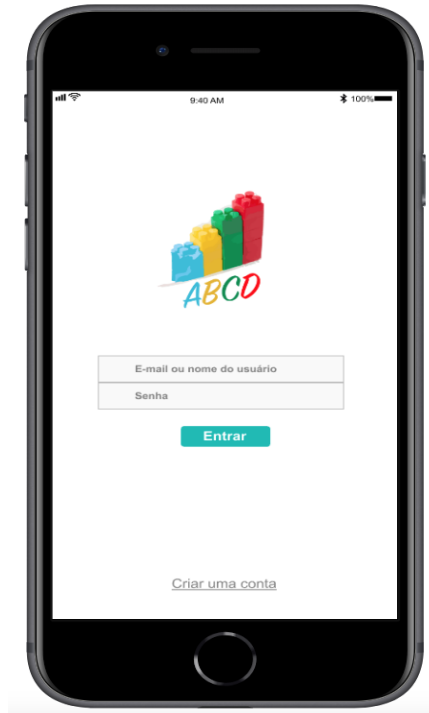 9:40 AM 100%
ABCD
E-mail ou nome do usuário
Senha
Entrar
Criar uma conta